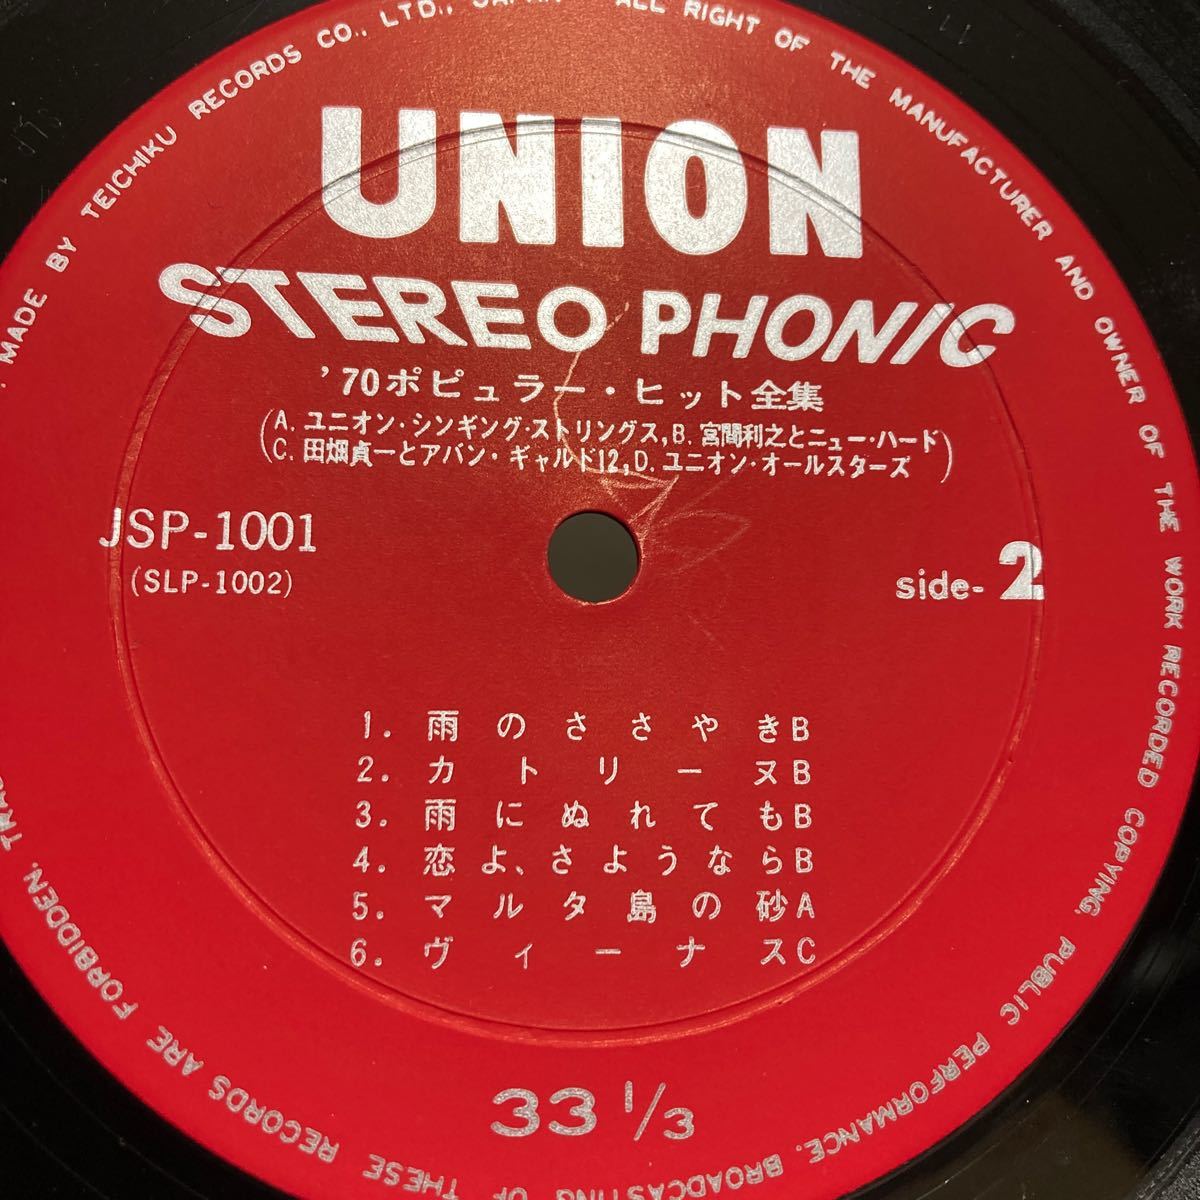 MADE BY TEICHIKU RECORDS CO., LTD., JAPAN ALL RIGHT OF THE MANUFACTURER AND OWNER OF THE WORK RECORDED COPYING, PUBLIC PERFORMANCE, BROADCASTING OF THESE RECORDS ARE FORBIDDEN.
UNION
STEREO PHONIC
'70ポピュラー・ヒット全集
(A. ユニオン・シンギング・ストリングス, B. 宮間利之とニュー・ハード
C. 田畑貞一とアバン・ギャルド12, D. ユニオン・オールスターズ)
JSP-1001
(SLP-1002)
side-2
1. 雨のささやきB
2. カトリーヌB
3. 雨にぬれてもB
4. 恋よ、さようならB
5. マルタ島の砂A
6. ヴィーナスC
33 1/3